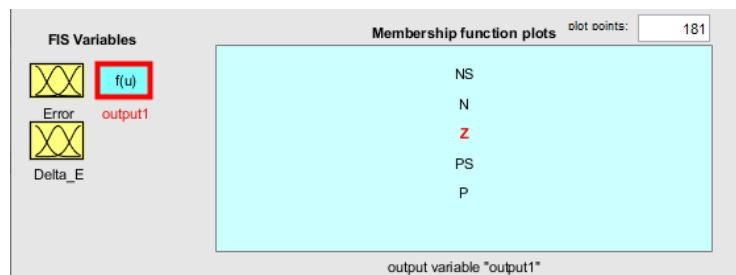 FIS Variables
Membership function plots
plot points:
181
f(u)
Error
output1
Delta_E
NS
N
Z
PS
P
output variable "output1"